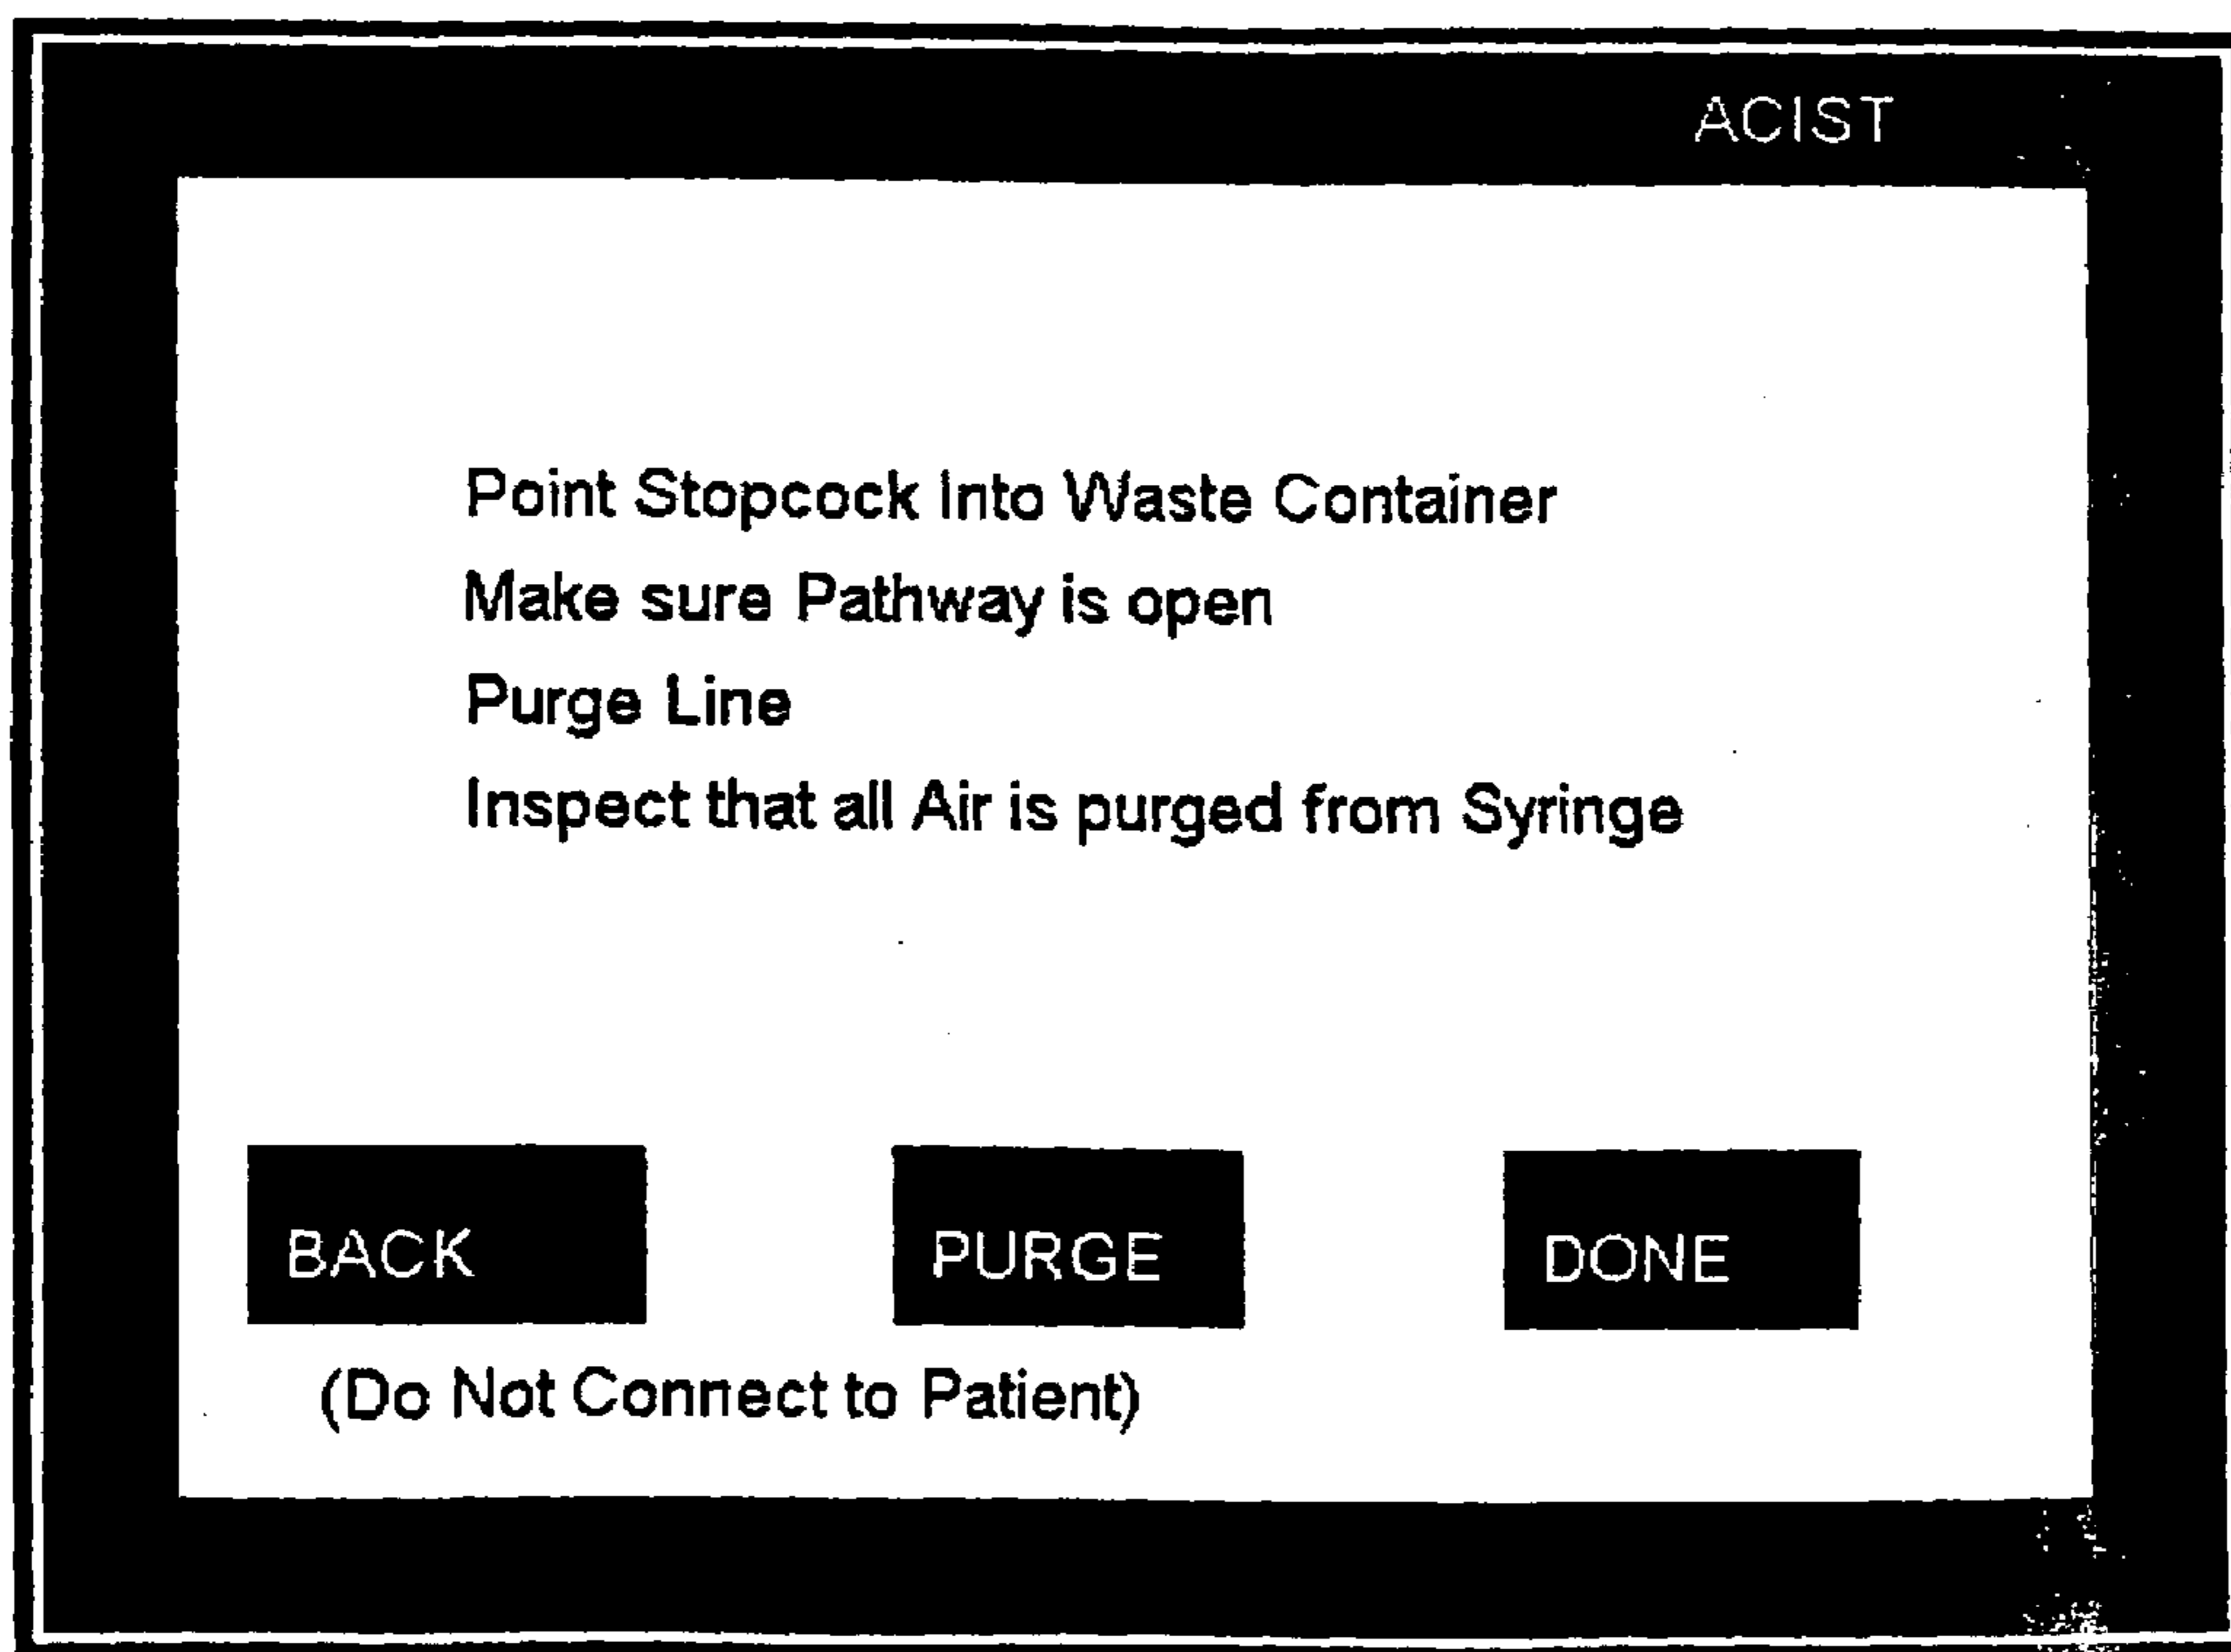 ACIST
Point Stopcock Into Waste Container
Make sure Pathway is open
Purge Line
Inspect that all Air is purged from Syringe
BACK PURGE DONE
(Do Not Connect to Patient)